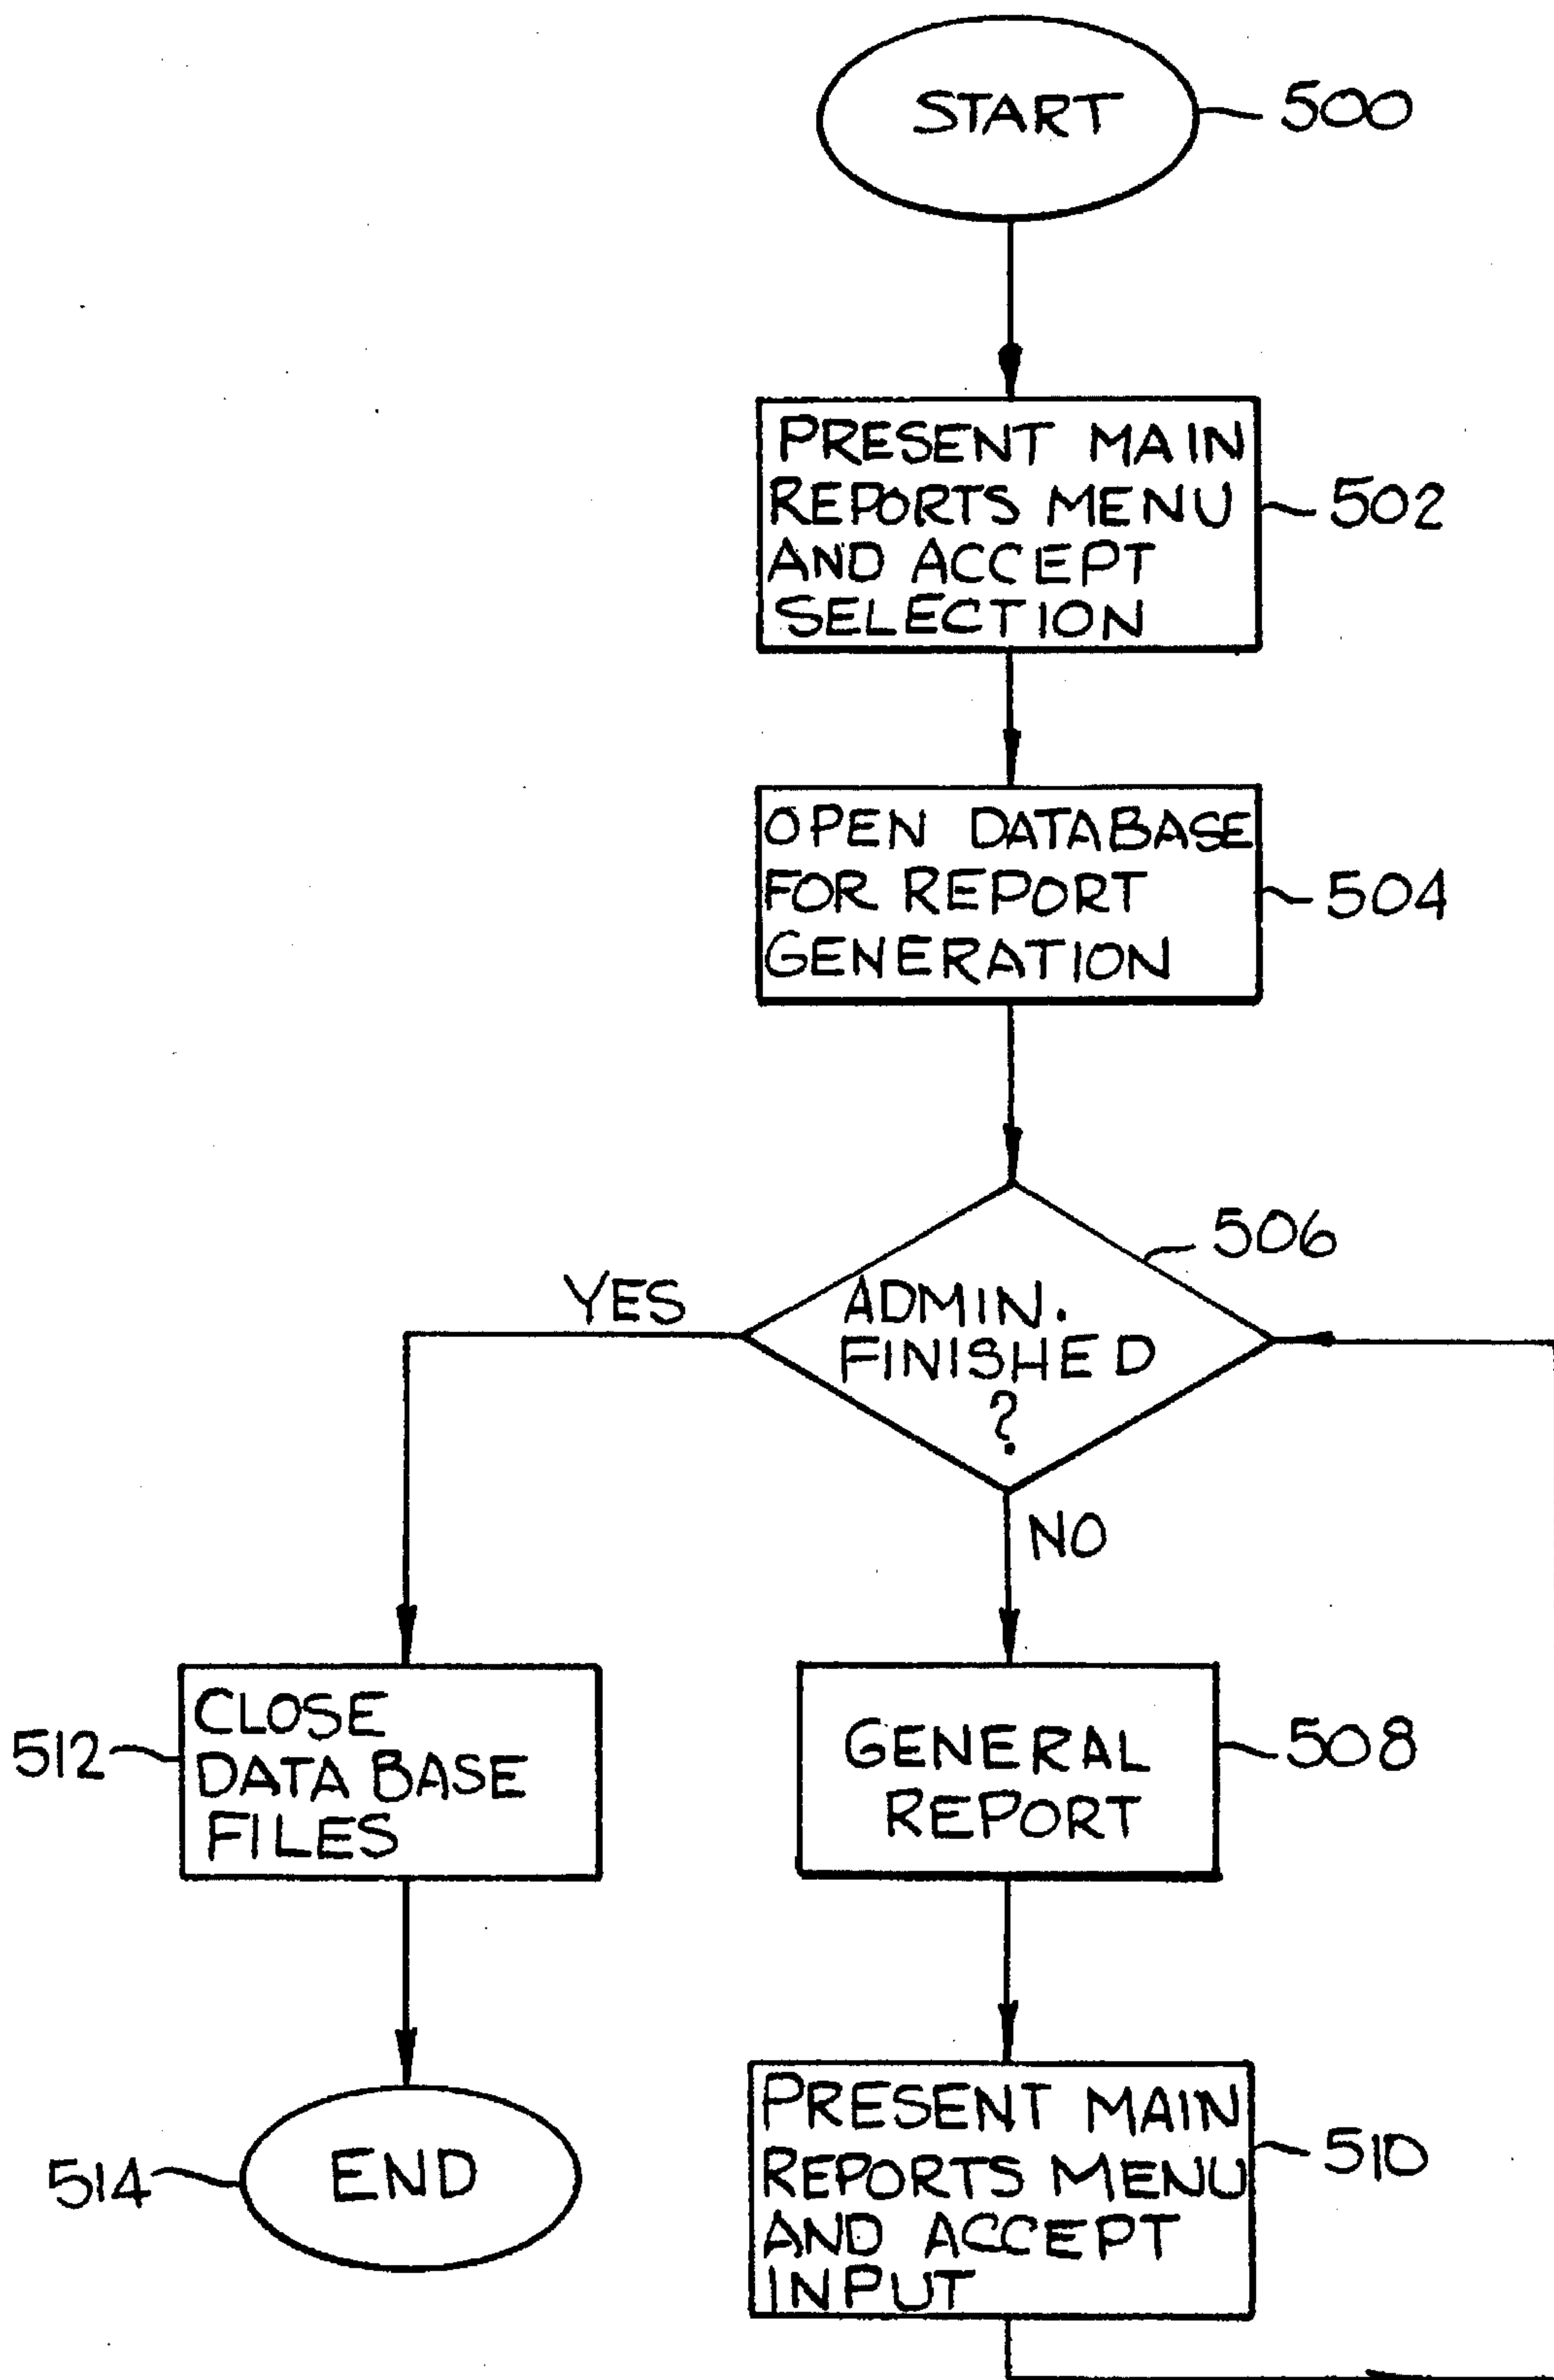 START
500
PRESENT MAIN
REPORTS MENU
AND ACCEPT
SELECTION
502
OPEN DATABASE
FOR REPORT
GENERATION
504
506
ADMIN.
FINISHED
?
YES
NO
CLOSE
DATA BASE
FILES
512
GENERAL
REPORT
508
END
514
PRESENT MAIN
REPORTS MENU
AND ACCEPT
INPUT
510